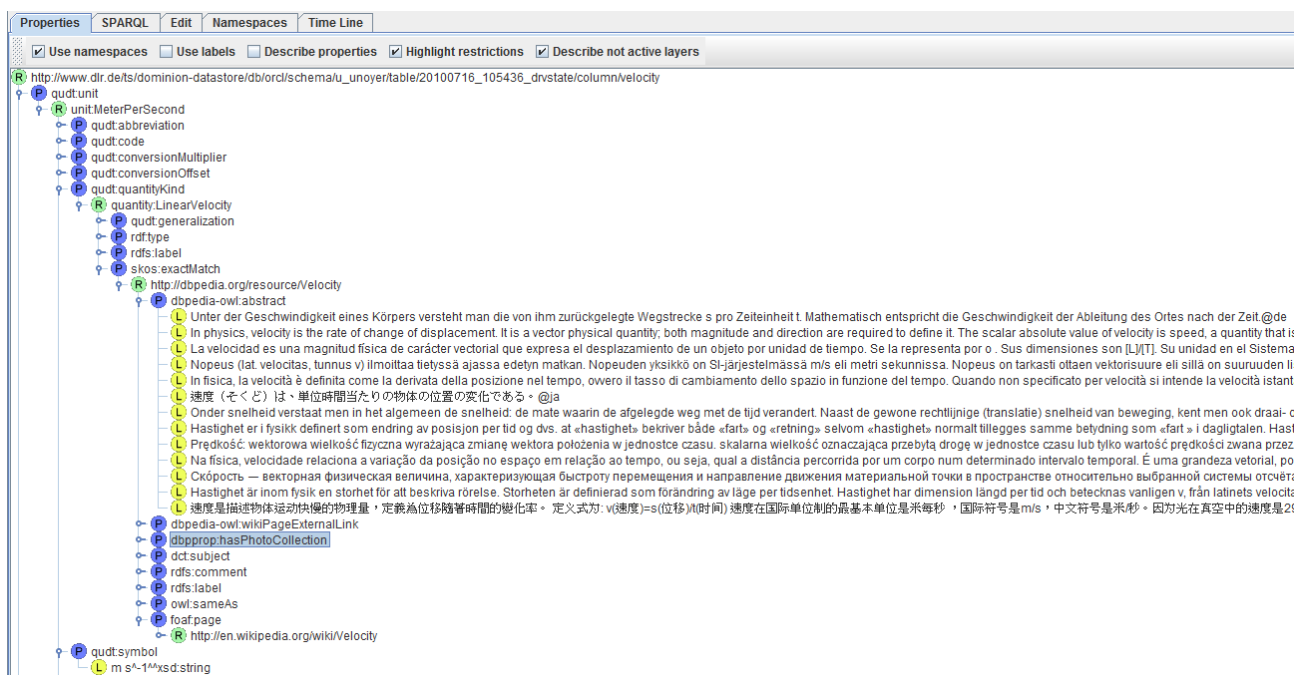 Properties SPARQL Edit Namespaces Time Line
Use namespaces Use labels Describe properties Highlight restrictions Describe not active layers
R http://www.dlr.de/ts/dominion-datastore/db/orcl/schema/u_unoyer/table/20100716_105436_drvstate/column/velocity
P qudt:unit
R unit:MeterPerSecond
P qudt:abbreviation
P qudt:code
P qudt:conversionMultiplier
P qudt:conversionOffset
P qudt:quantityKind
R quantity:LinearVelocity
P qudt:generalization
P rdf:type
P rdfs:label
P skos:exactMatch
R http://dbpedia.org/resource/Velocity
P dbpedia-owl:abstract
L Unter der Geschwindigkeit eines Körpers versteht man die von ihm zurückgelegte Wegstrecke s pro Zeiteinheit t. Mathematisch entspricht die Geschwindigkeit der Ableitung des Ortes nach der Zeit.@de
L In physics, velocity is the rate of change of displacement. It is a vector physical quantity; both magnitude and direction are required to define it. The scalar absolute value of velocity is speed, a quantity that is
L La velocidad es una magnitud física de carácter vectorial que expresa el desplazamiento de un objeto por unidad de tiempo. Se la representa por o . Sus dimensiones son [L]/[T]. Su unidad en el Sistema
L Nopeus (lat. velocitas, tunnus v) ilmoittaa tietyssä ajassa edetyn matkan. Nopeuden yksikkö on SI-järjestelmässä m/s eli metri sekunnissa. Nopeus on tarkasti ottaen vektorisuure eli sillä on suuruuden li
L In fisica, la velocità è definita come la derivata della posizione nel tempo, ovvero il tasso di cambiamento dello spazio in funzione del tempo. Quando non specificato per velocità si intende la velocità istant
L 速度（そくど）は、単位時間当たりの物体の位置の変化である。@ja
L Onder snelheid verstaat men in het algemeen de snelheid: de mate waarin de afgelegde weg met de tijd verandert. Naast de gewone rechtlijnige (translatie) snelheid van beweging, kent men ook draai- o
L Hastighet er i fysikk definert som endring av posisjon per tid og dvs. at «hastighet» bekriver både «fart» og «retning» selvom «hastighet» normalt tillegges samme betydning som «fart » i dagligtalen. Hast
L Prędkość: wektorowa wielkość fizyczna wyrażająca zmianę wektora położenia w jednostce czasu. skalarna wielkość oznaczająca przebytą drogę w jednostce czasu lub tylko wartość prędkości zwana przez
L Na física, velocidade relaciona a variação da posição no espaço em relação ao tempo, ou seja, qual a distância percorrida por um corpo num determinado intervalo temporal. É uma grandeza vetorial, po
L Ско́рость — векторная физическая величина, характеризующая быстроту перемещения и направление движения материальной точки в пространстве относительно выбранной системы отсчёта
L Hastighet är inom fysik en storhet för att beskriva rörelse. Storheten är definierad som förändring av läge per tidsenhet. Hastighet har dimension längd per tid och betecknas vanligen v, från latinets velocita
L 速度是描述物体运动快慢的物理量，定義為位移隨著時間的變化率。 定义式为: v(速度)=s(位移)/t(时间) 速度在国际单位制的最基本单位是米每秒 ，国际符号是m/s，中文符号是米/秒。因为光在真空中的速度是29
P dbpedia-owl:wikiPageExternalLink
P dbpprop:hasPhotoCollection
P dct:subject
P rdfs:comment
P rdfs:label
P owl:sameAs
P foaf:page
R http://en.wikipedia.org/wiki/Velocity
P qudt:symbol
L m s^-1^^xsd:string